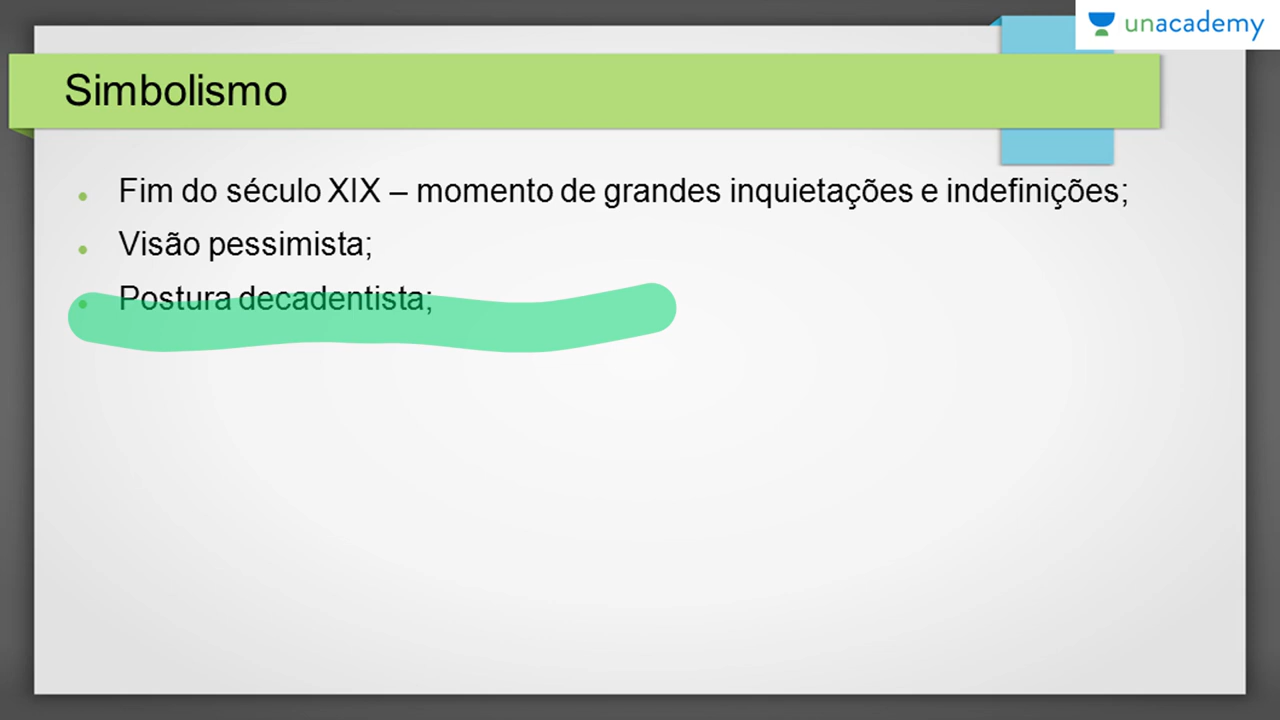 unacademy
Simbolismo
Fim do século XIX – momento de grandes inquietações e indefinições;
Visão pessimista;
Postura decadentista;